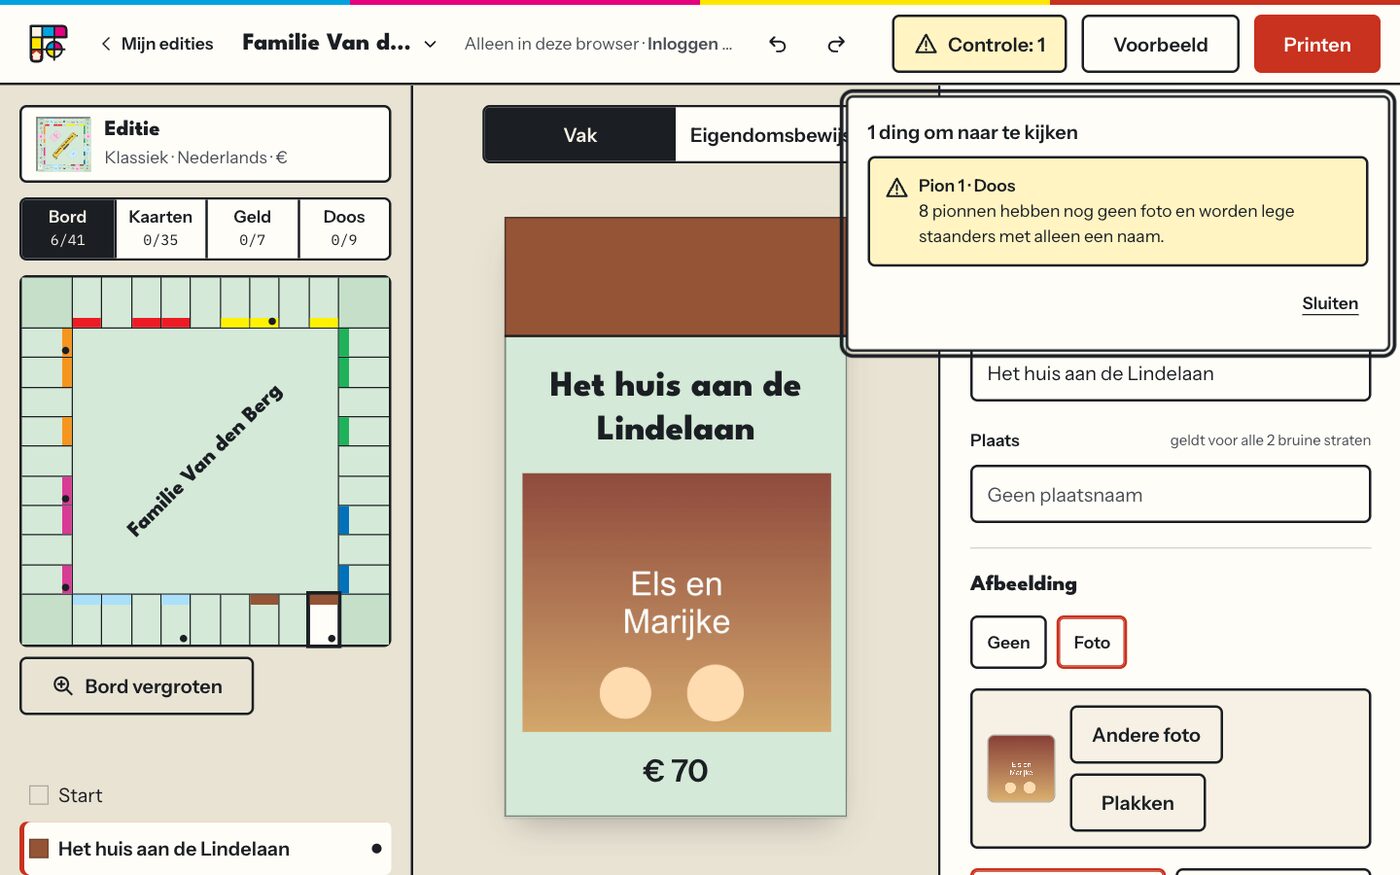 Mijn edities
Familie Van d...
Alleen in deze browser · Inloggen ...
Controle: 1
Voorbeeld
Printen
Editie
Klassiek · Nederlands · €
Bord
6/41
Kaarten
0/35
Geld
0/7
Doos
0/9
Familie Van den Berg
Bord vergroten
Start
Het huis aan de Lindelaan
Vak
Eigendomsbewijs
Het huis aan de
Lindelaan
Els en
Marijke
€ 70
1 ding om naar te kijken
Pion 1 · Doos
8 pionnen hebben nog geen foto en worden lege
staanders met alleen een naam.
Sluiten
Het huis aan de Lindelaan
Plaats
geldt voor alle 2 bruine straten
Geen plaatsnaam
Afbeelding
Geen
Foto
Els en
Marijke
Andere foto
Plakken